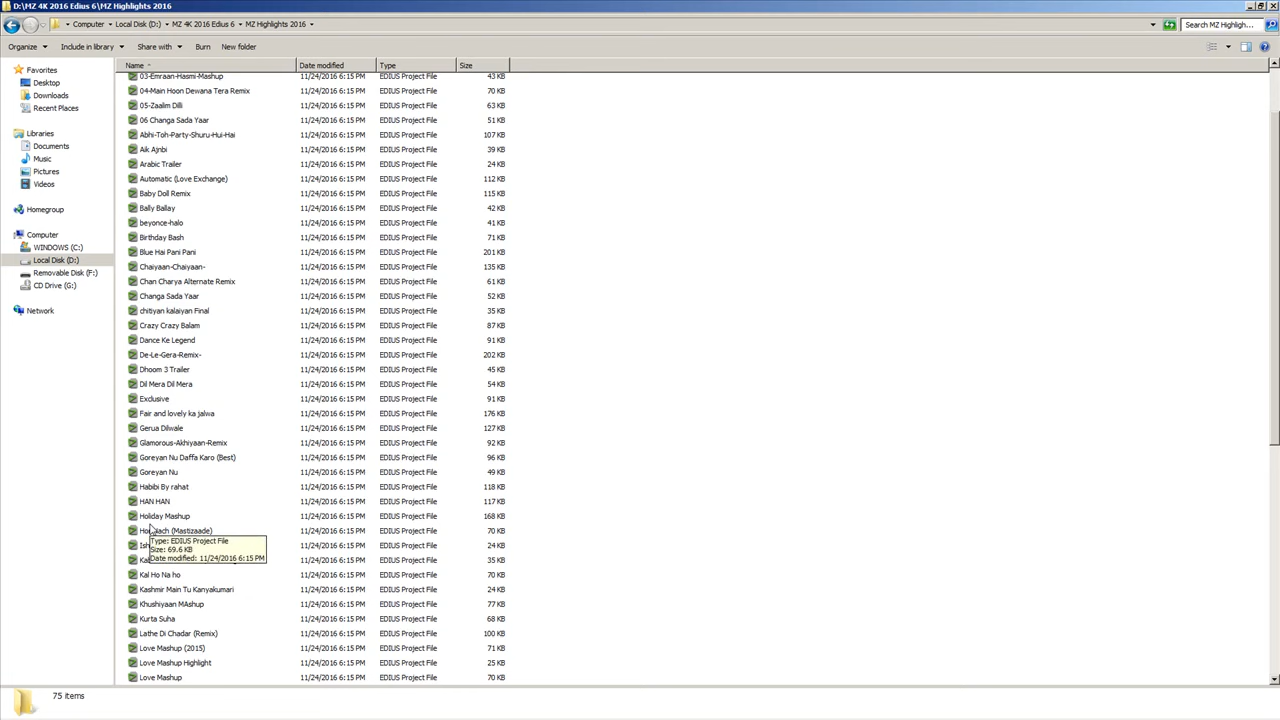 D:\MZ 4K 2016 Edius 6\MZ Highlights 2016
Computer Local Disk (D:) MZ 4K 2016 Edius 6 MZ Highlights 2016 Search MZ Highligh...
Organize Include in library Share with Burn New folder
Favorites
Desktop
Downloads
Recent Places
Libraries
Documents
Music
Pictures
Videos
Homegroup
Computer
WINDOWS (C:)
Local Disk (D:)
Removable Disk (F:)
CD Drive (G:)
Network
Name Date modified Type Size
03-Emraan-Hasmi-Mashup 11/24/2016 6:15 PM EDIUS Project File 43 KB
04-Main Hoon Dewana Tera Remix 11/24/2016 6:15 PM EDIUS Project File 70 KB
05-Zaalim Dilli 11/24/2016 6:15 PM EDIUS Project File 63 KB
06 Changa Sada Yaar 11/24/2016 6:15 PM EDIUS Project File 51 KB
Abhi-Toh-Party-Shuru-Hui-Hai 11/24/2016 6:15 PM EDIUS Project File 107 KB
Aik Ajnbi 11/24/2016 6:15 PM EDIUS Project File 39 KB
Arabic Trailer 11/24/2016 6:15 PM EDIUS Project File 24 KB
Automatic (Love Exchange) 11/24/2016 6:15 PM EDIUS Project File 112 KB
Baby Doll Remix 11/24/2016 6:15 PM EDIUS Project File 115 KB
Bally Ballay 11/24/2016 6:15 PM EDIUS Project File 42 KB
beyonce-halo 11/24/2016 6:15 PM EDIUS Project File 41 KB
Birthday Bash 11/24/2016 6:15 PM EDIUS Project File 71 KB
Blue Hai Pani Pani 11/24/2016 6:15 PM EDIUS Project File 201 KB
Chaiyaan-Chaiyaan- 11/24/2016 6:15 PM EDIUS Project File 135 KB
Chan Charya Alternate Remix 11/24/2016 6:15 PM EDIUS Project File 61 KB
Changa Sada Yaar 11/24/2016 6:15 PM EDIUS Project File 52 KB
chitiyan kalaiyan Final 11/24/2016 6:15 PM EDIUS Project File 35 KB
Crazy Crazy Balam 11/24/2016 6:15 PM EDIUS Project File 87 KB
Dance Ke Legend 11/24/2016 6:15 PM EDIUS Project File 91 KB
De-Le-Gera-Remix- 11/24/2016 6:15 PM EDIUS Project File 202 KB
Dhoom 3 Trailer 11/24/2016 6:15 PM EDIUS Project File 45 KB
Dil Mera Dil Mera 11/24/2016 6:15 PM EDIUS Project File 54 KB
Exclusive 11/24/2016 6:15 PM EDIUS Project File 91 KB
Fair and lovely ka jalwa 11/24/2016 6:15 PM EDIUS Project File 176 KB
Gerua Dilwale 11/24/2016 6:15 PM EDIUS Project File 48 KB
Glamorous-Akhiyaan-Remix 11/24/2016 6:15 PM EDIUS Project File 92 KB
Goreyan Nu Daffa Karo (Best) 11/24/2016 6:15 PM EDIUS Project File 96 KB
Goreyan Nu 11/24/2016 6:15 PM EDIUS Project File 49 KB
Habibi By rahat 11/24/2016 6:15 PM EDIUS Project File 118 KB
HAN HAN 11/24/2016 6:15 PM EDIUS Project File 117 KB
Holiday Mashup 11/24/2016 6:15 PM EDIUS Project File 168 KB
(Mastizaade) 11/24/2016 6:15 PM EDIUS Project File 70 KB
Type: EDIUS Project File
Size: 69.6 KB
Date modified: 11/24/2016 6:15 PM
11/24/2016 6:15 PM EDIUS Project File 24 KB
11/24/2016 6:15 PM EDIUS Project File 35 KB
Kal Ho Na ho 11/24/2016 6:15 PM EDIUS Project File 70 KB
Kashmir Main Tu Kanyakumari 11/24/2016 6:15 PM EDIUS Project File 24 KB
Khushiyaan MAshup 11/24/2016 6:15 PM EDIUS Project File 77 KB
Kurta Suha 11/24/2016 6:15 PM EDIUS Project File 68 KB
Lathe Di Chadar (Remix) 11/24/2016 6:15 PM EDIUS Project File 100 KB
Love Mashup (2015) 11/24/2016 6:15 PM EDIUS Project File 71 KB
Love Mashup Highlight 11/24/2016 6:15 PM EDIUS Project File 25 KB
Love Mashup 11/24/2016 6:15 PM EDIUS Project File 70 KB
75 items